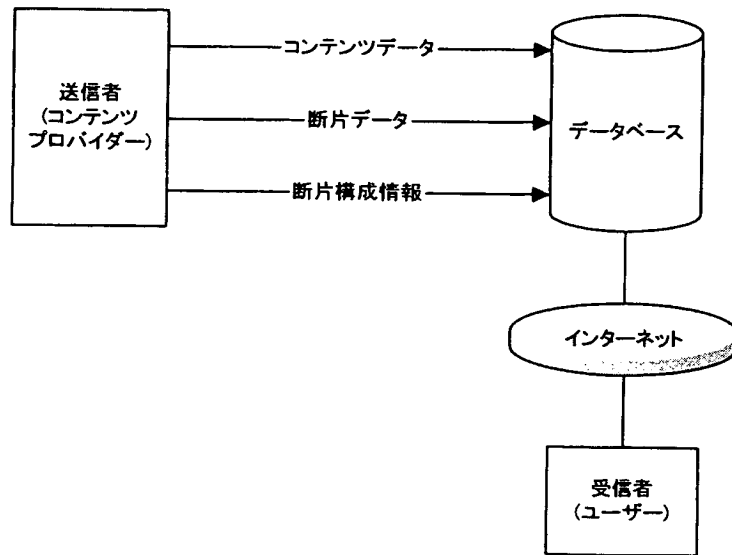 送信者
(コンテンツ
プロバイダー)
コンテンツデータ
断片データ
断片構成情報
データベース
インターネット
受信者
(ユーザー)